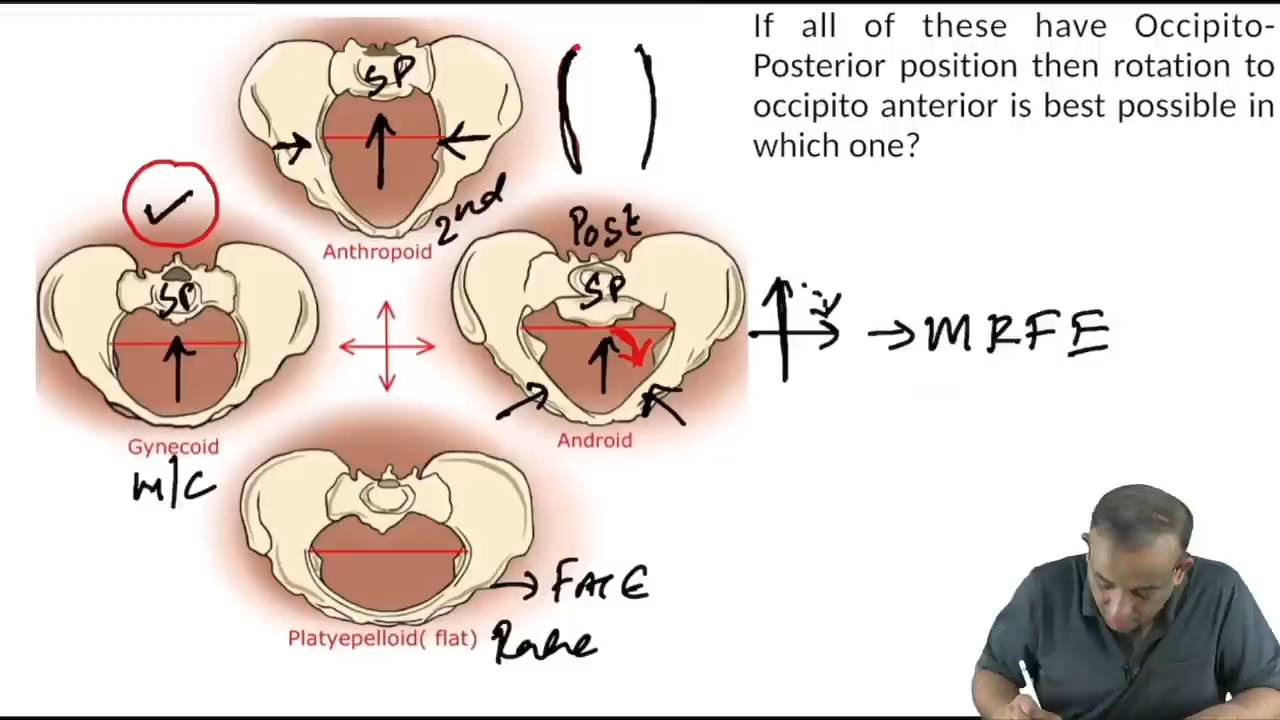 If all of these have Occipito-
Posterior position then rotation to
occipito anterior is best possible in
which one?
SP
Anthropoid
2nd
Post
SP
SP
→ MRFE
Gynecoid
M/C
Android
→ FACE
Platyepelloid( flat)
Rare